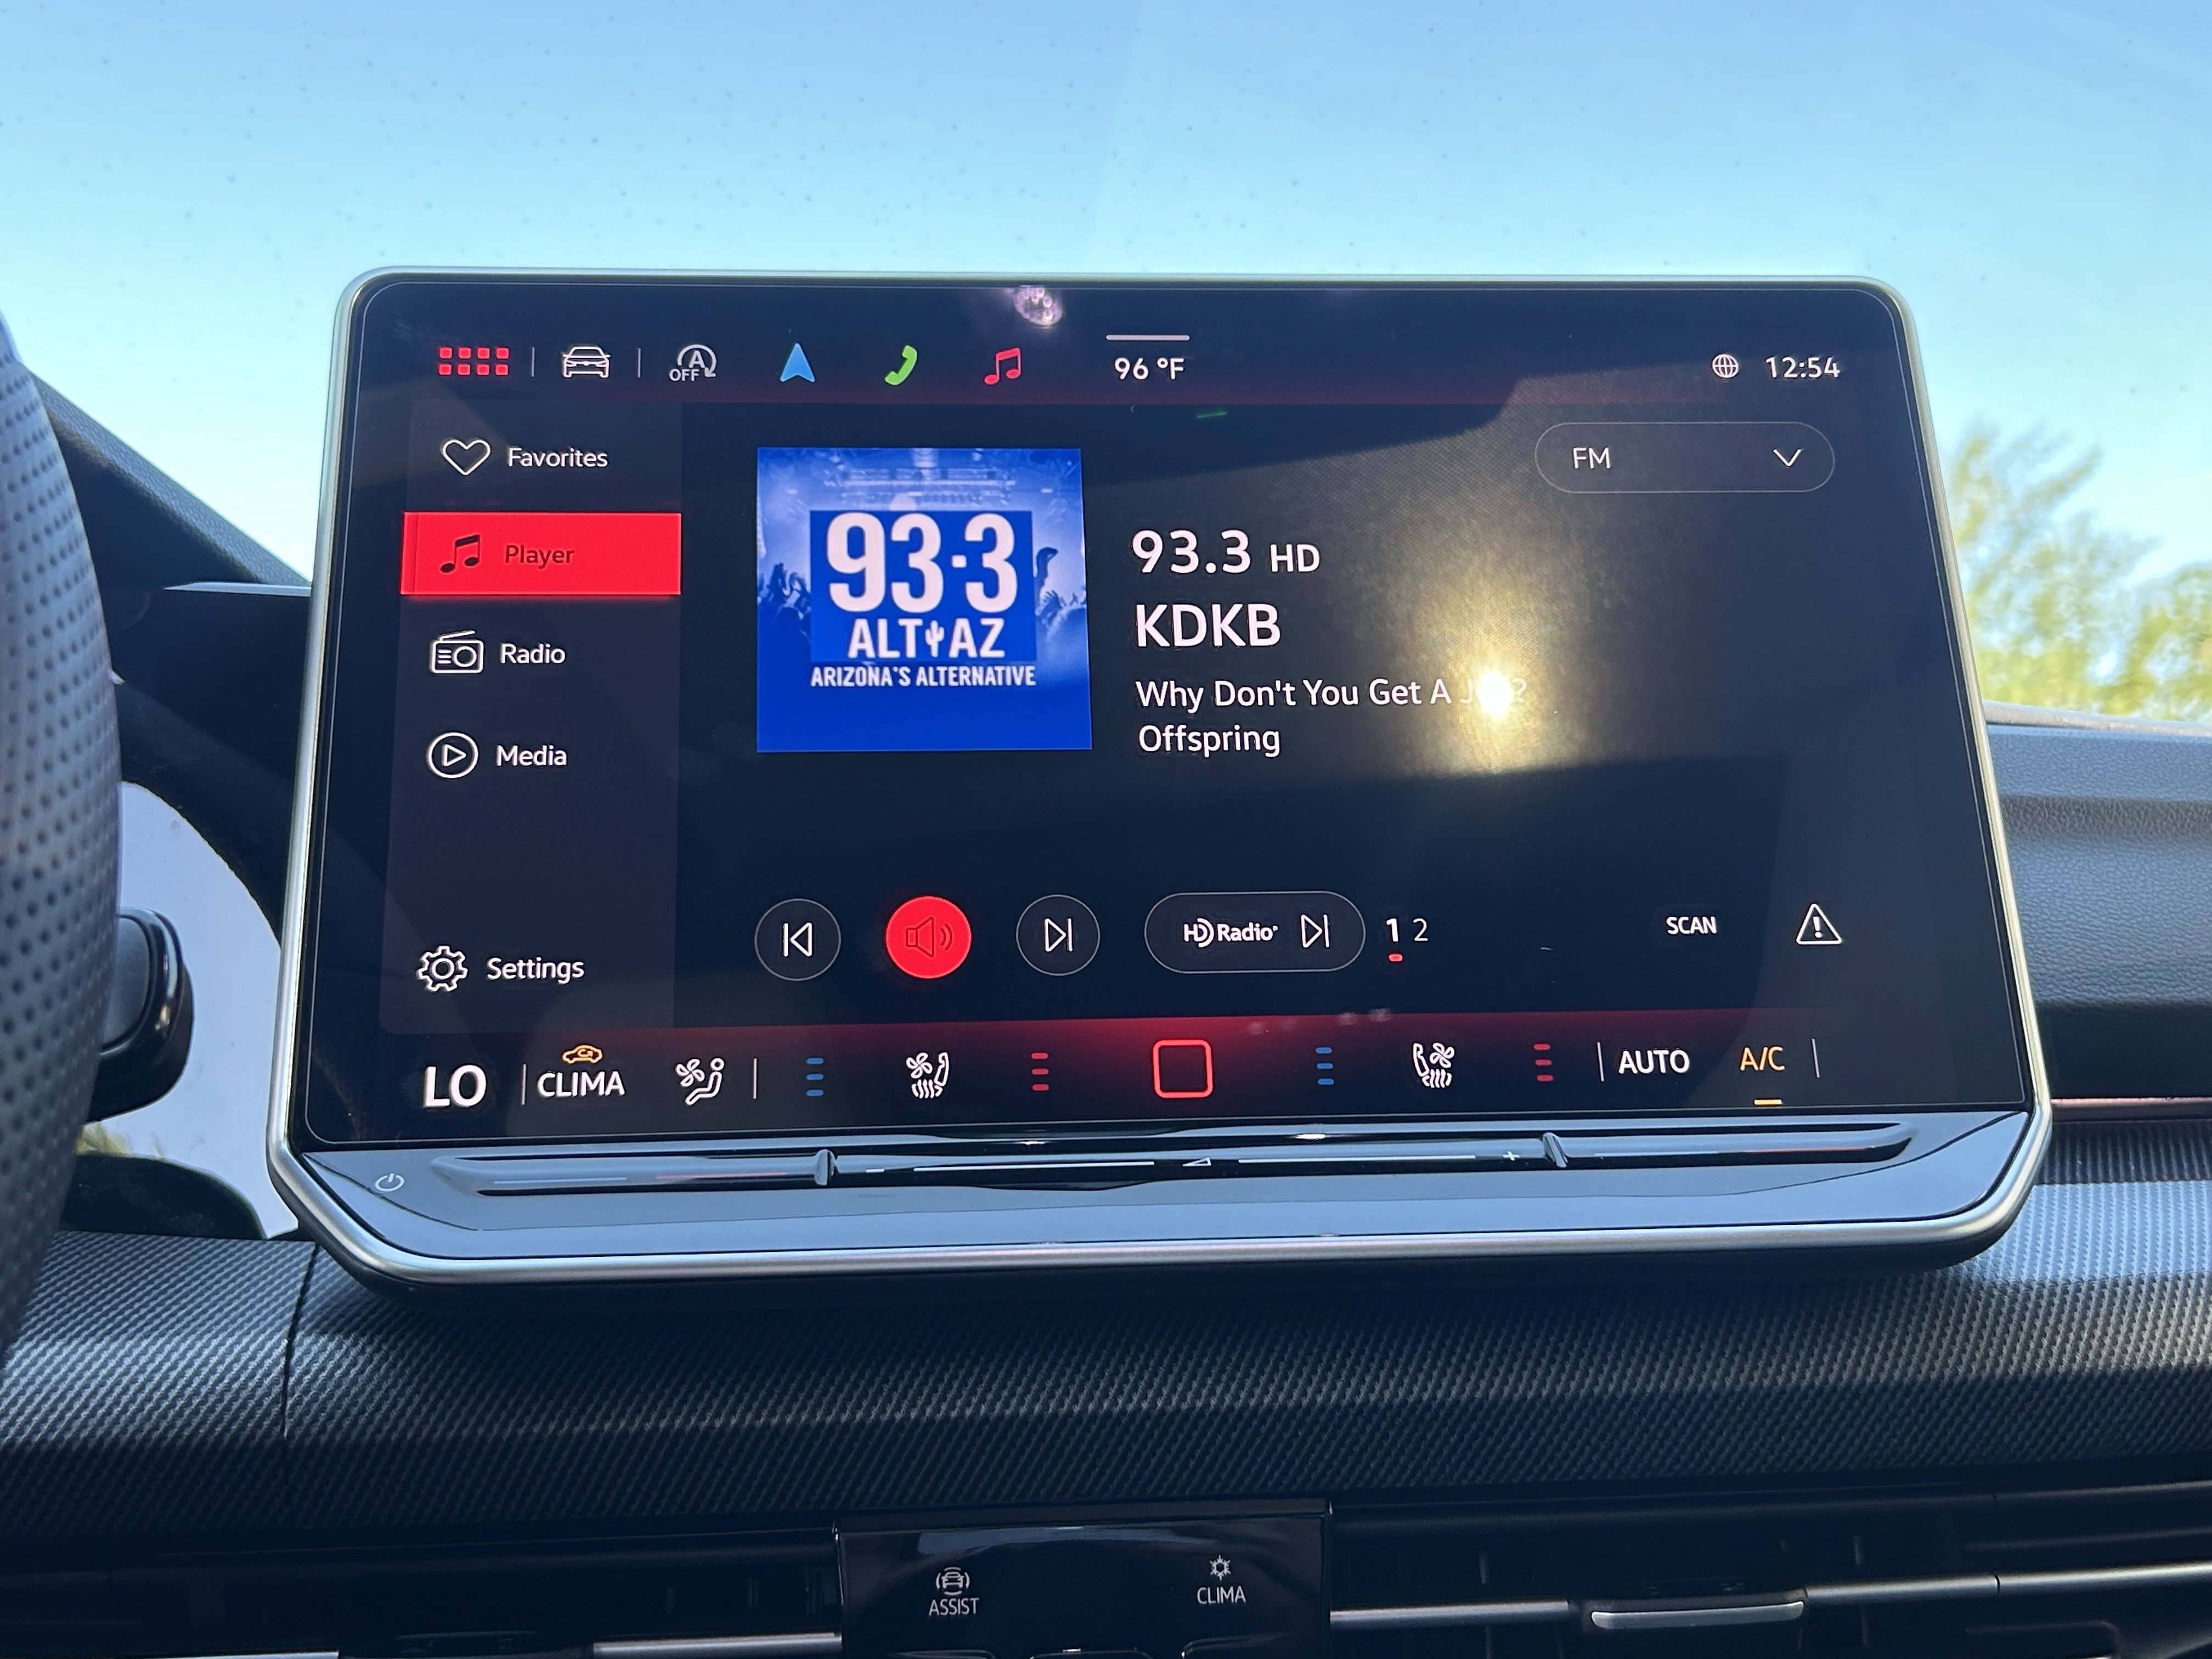 OFF A
96 °F
12:54
Favorites
Player
Radio
Media
Settings
FM
93·3
ALT AZ
ARIZONA'S ALTERNATIVE
93.3 HD
KDKB
Why Don't You Get A
Offspring
HD Radio
1 2
SCAN
LO
CLIMA
AUTO
A/C
- +
ASSIST
CLIMA